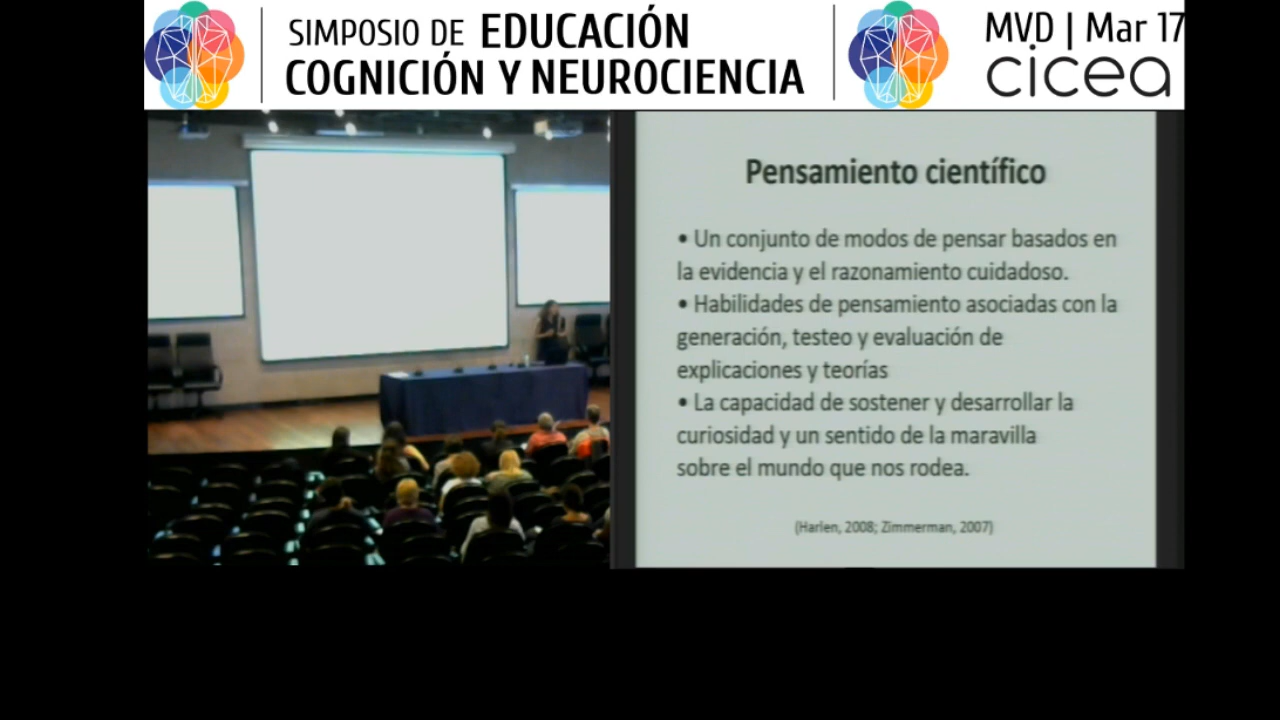 SIMPOSIO DE EDUCACIÓN
COGNICIÓN Y NEUROCIENCIA
MVD | Mar 17
cicea
Pensamiento científico
• Un conjunto de modos de pensar basados en
la evidencia y el razonamiento cuidadoso.
• Habilidades de pensamiento asociadas con la
generación, testeo y evaluación de
explicaciones y teorías
• La capacidad de sostener y desarrollar la
curiosidad y un sentido de la maravilla
sobre el mundo que nos rodea.
(Harlen, 2008; Zimmerman, 2007)